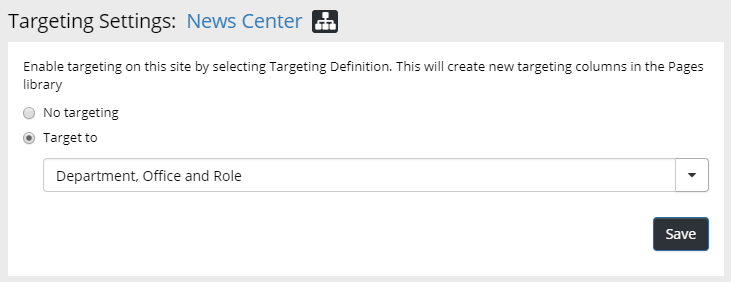 Targeting Settings: News Center
Enable targeting on this site by selecting Targeting Definition. This will create new targeting columns in the Pages
library
No targeting
Target to
Department, Office and Role
Save